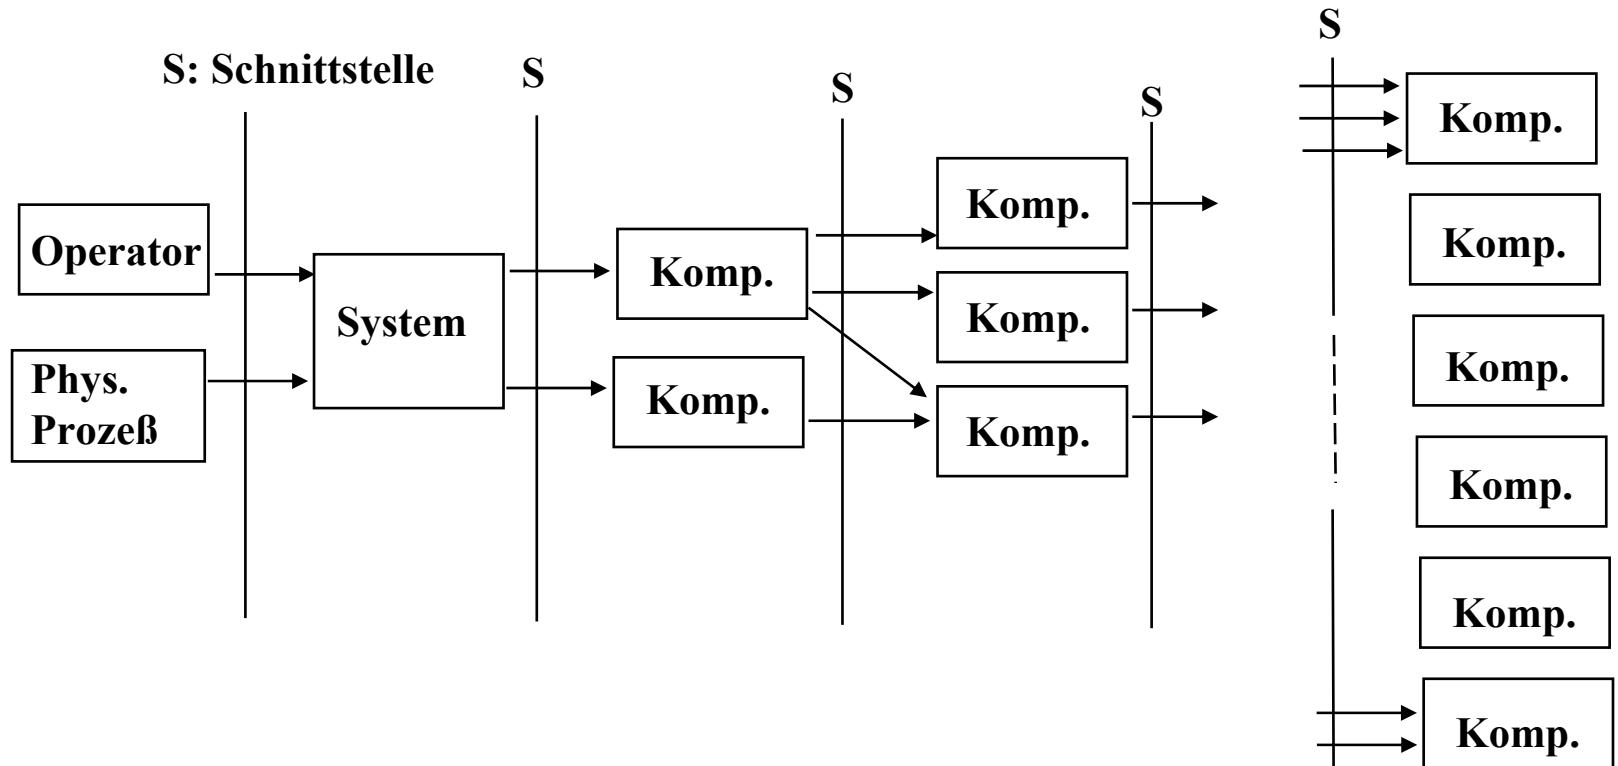 S: Schnittstelle
S
S
S
S
Operator
Phys.
Prozeß
System
Komp.
Komp.
Komp.
Komp.
Komp.
Komp.
Komp.
Komp.
Komp.
Komp.
Komp.